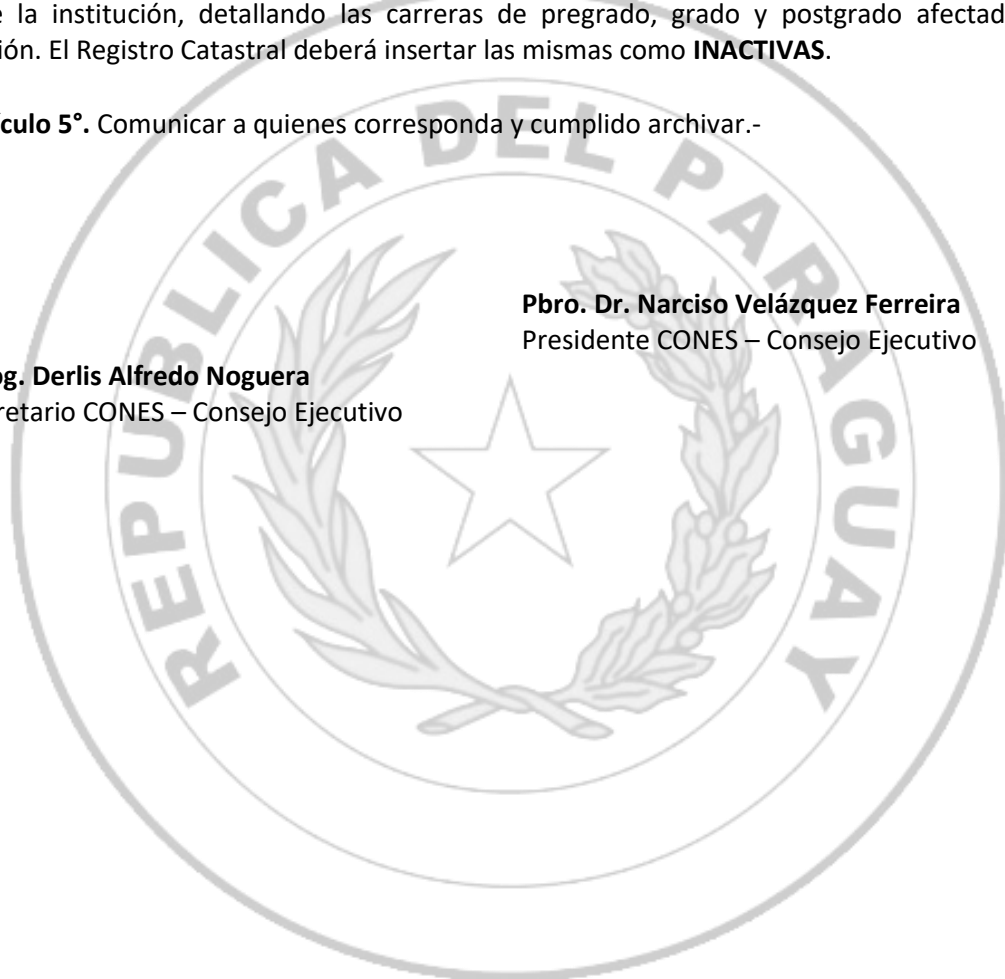 e la institución, detallando las carreras de pregrado, grado y postgrado afectad
ción. El Registro Catastral deberá insertar las mismas como INACTIVAS.
culo 5°. Comunicar a quienes corresponda y cumplido archivar.-
Pbro. Dr. Narciso Velázquez Ferreira
Presidente CONES – Consejo Ejecutivo
og. Derlis Alfredo Noguera
retario CONES – Consejo Ejecutivo
REPUBLICA DEL PARAGUAY